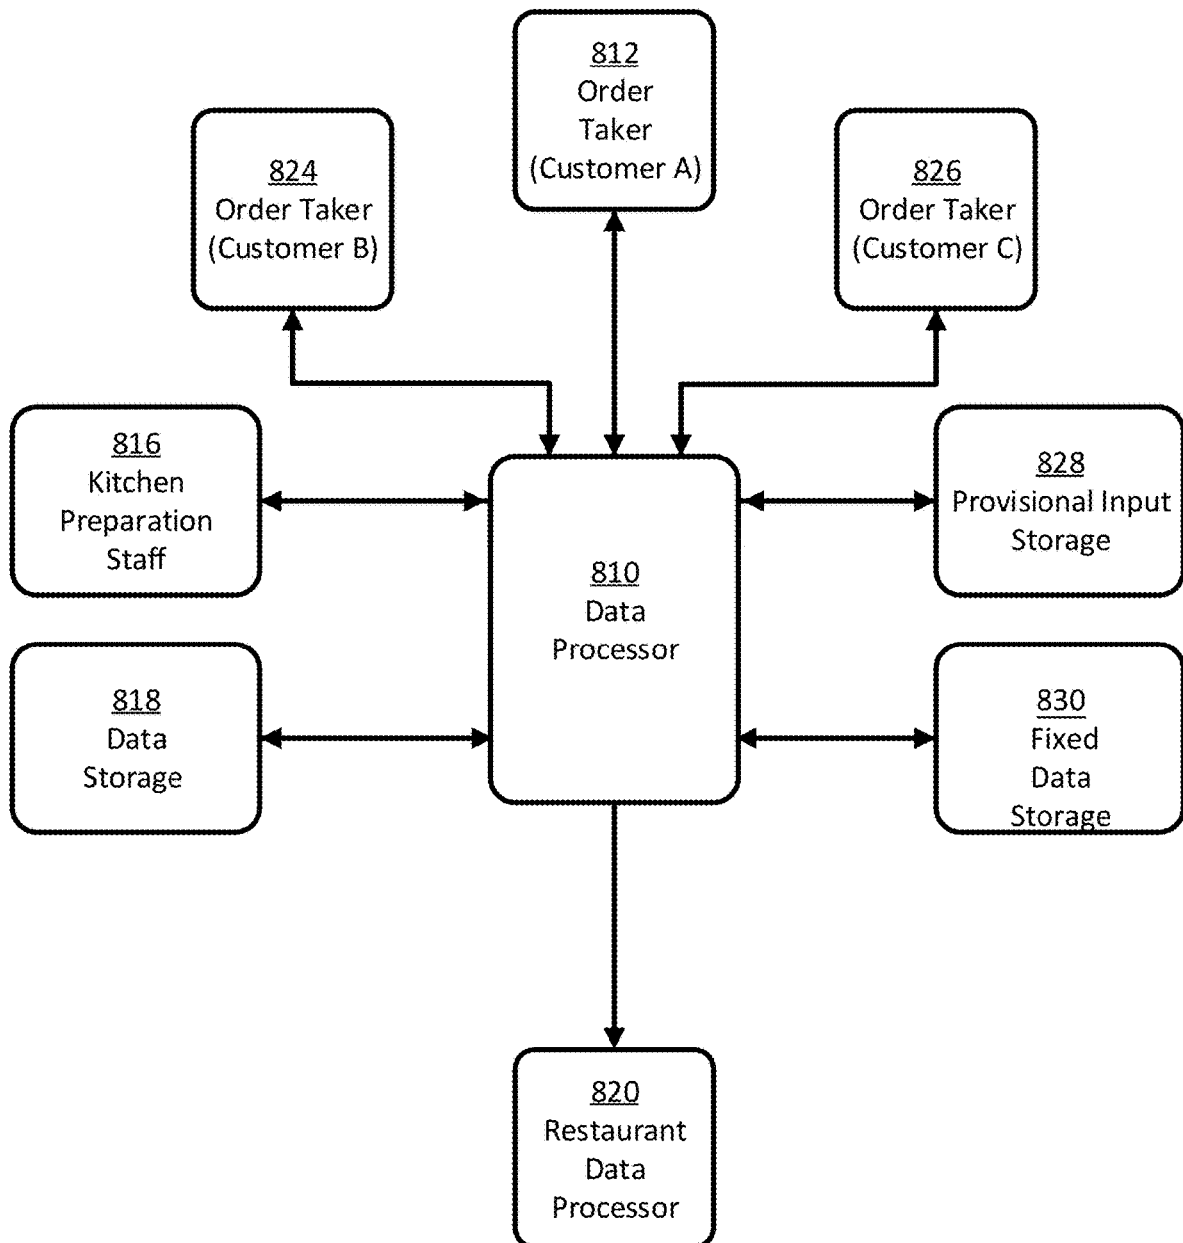 812
Order
Taker
(Customer A)
824
Order Taker
(Customer B)
826
Order Taker
(Customer C)
816
Kitchen
Preparation
Staff
828
Provisional Input
Storage
810
Data
Processor
818
Data
Storage
830
Fixed
Data
Storage
820
Restaurant
Data
Processor